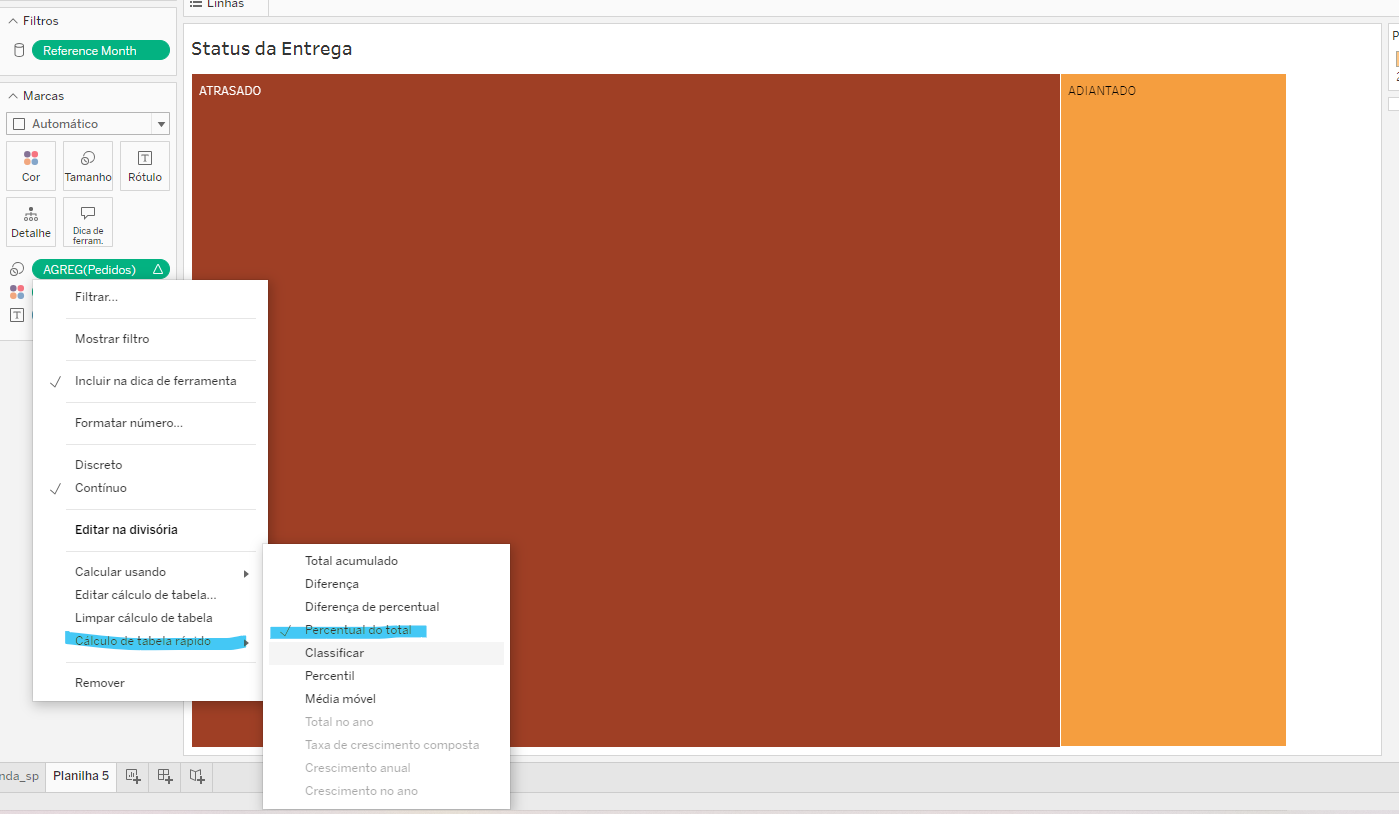 Linhas
Filtros
Reference Month
Marcas
Automático
Cor
Tamanho
Rótulo
Detalhe
Dica de
ferram.
AGREG(Pedidos)
Filtrar...
Mostrar filtro
Incluir na dica de ferramenta
Formatar número...
Discreto
Contínuo
Editar na divisória
Calcular usando
Editar cálculo de tabela...
Limpar cálculo de tabela
Cálculo de tabela rápido
Remover
Total acumulado
Diferença
Diferença de percentual
Percentual do total
Classificar
Percentil
Média móvel
Total no ano
Taxa de crescimento composta
Crescimento anual
Crescimento no ano
Status da Entrega
ATRASADO
ADIANTADO
P
nda_sp
Planilha 5